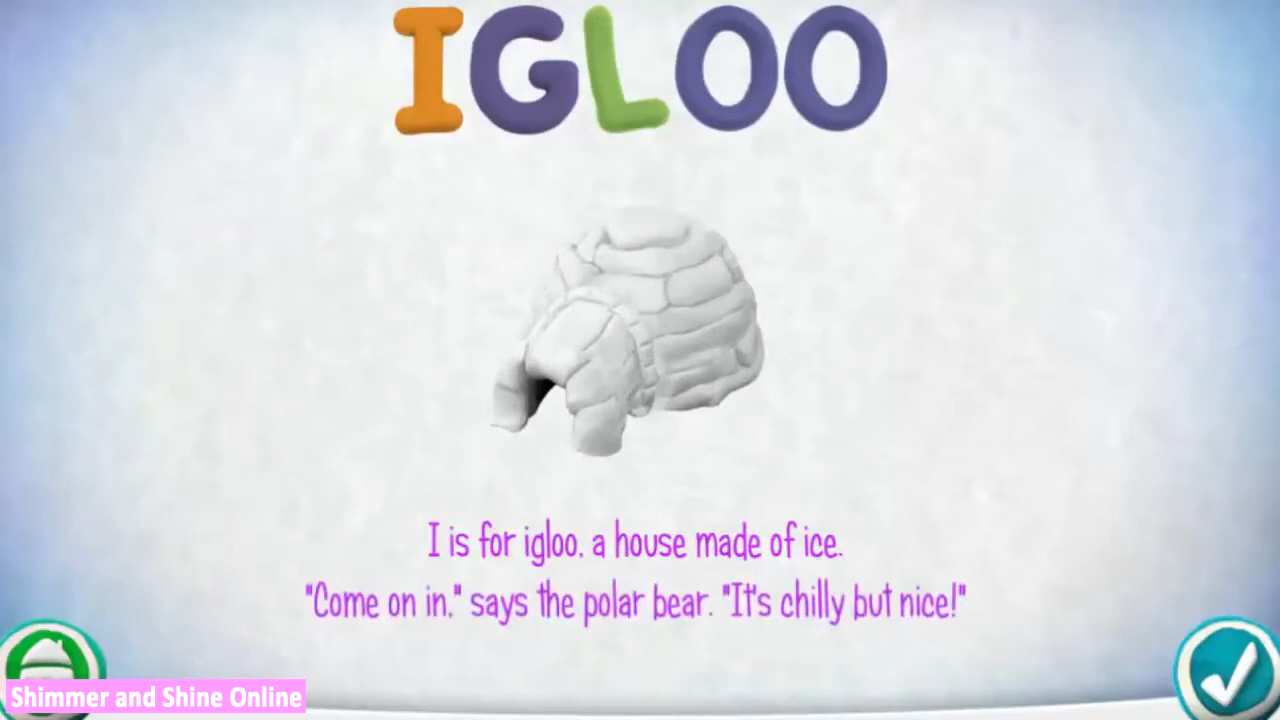 IGLOO
I is for igloo, a house made of ice.
"Come on in," says the polar bear. "It's chilly but nice!"
Shimmer and Shine Online